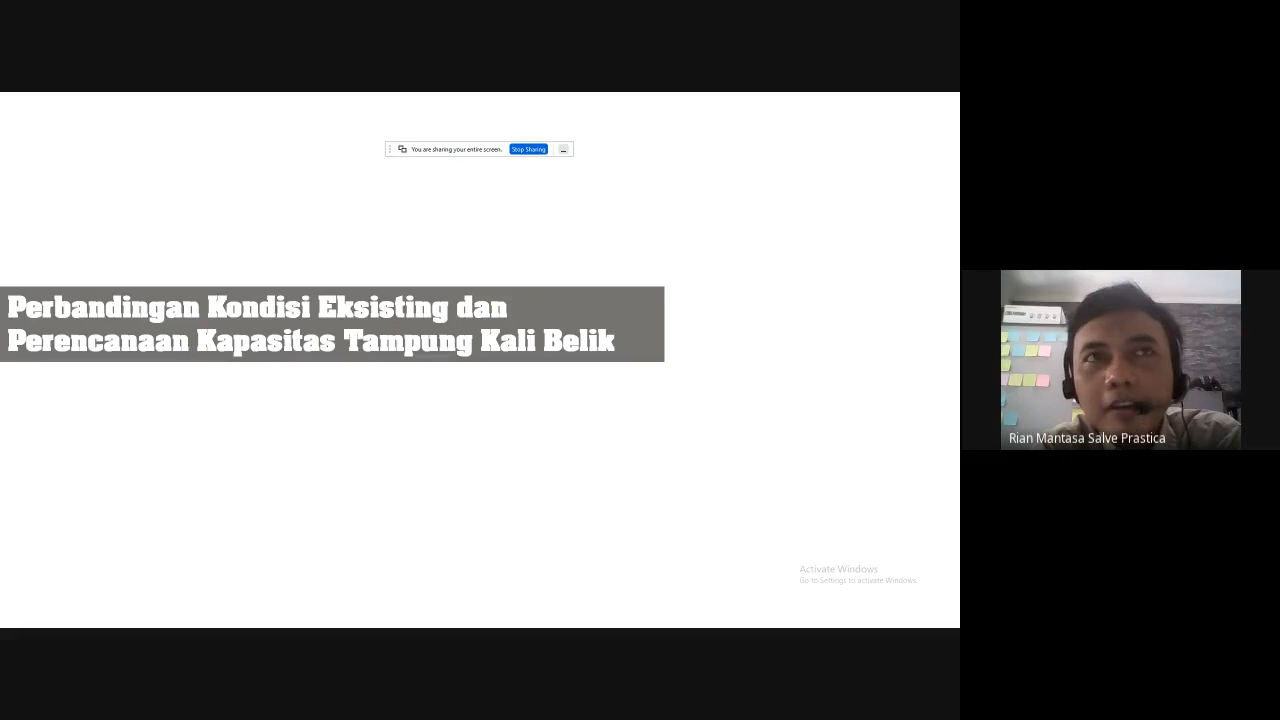 You are sharing your entire screen. Stop Sharing
Perbandingan Kondisi Eksisting dan
Perencanaan Kapasitas Tampung Kali Belik
Rian Mantasa Salve Prastica
Activate Windows
Go to Settings to activate Windows.